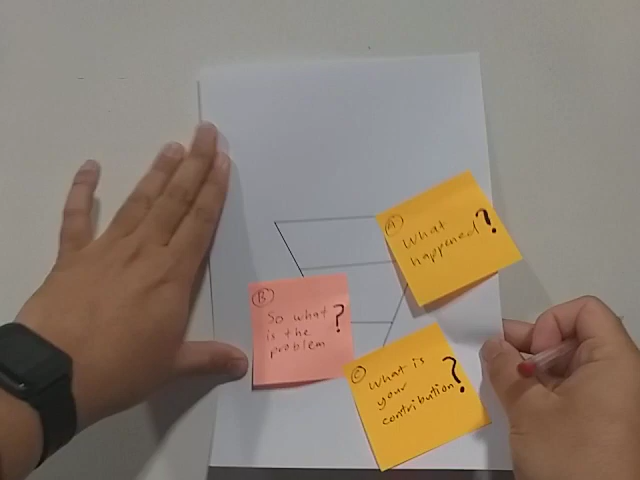 A
What
happened?
B
So what
is the
problem
?
C
What is
your
contribution?